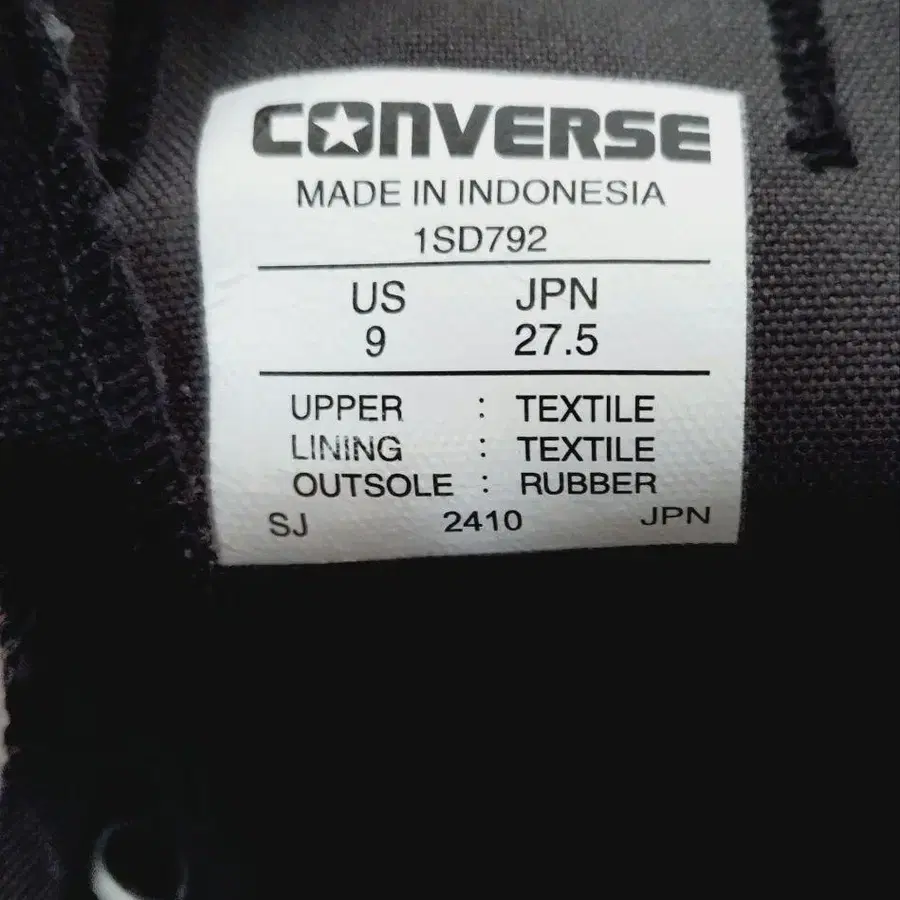 CONVERSE
MADE IN INDONESIA
1SD792
US JPN
9 27.5
UPPER : TEXTILE
LINING : TEXTILE
OUTSOLE : RUBBER
SJ 2410 JPN